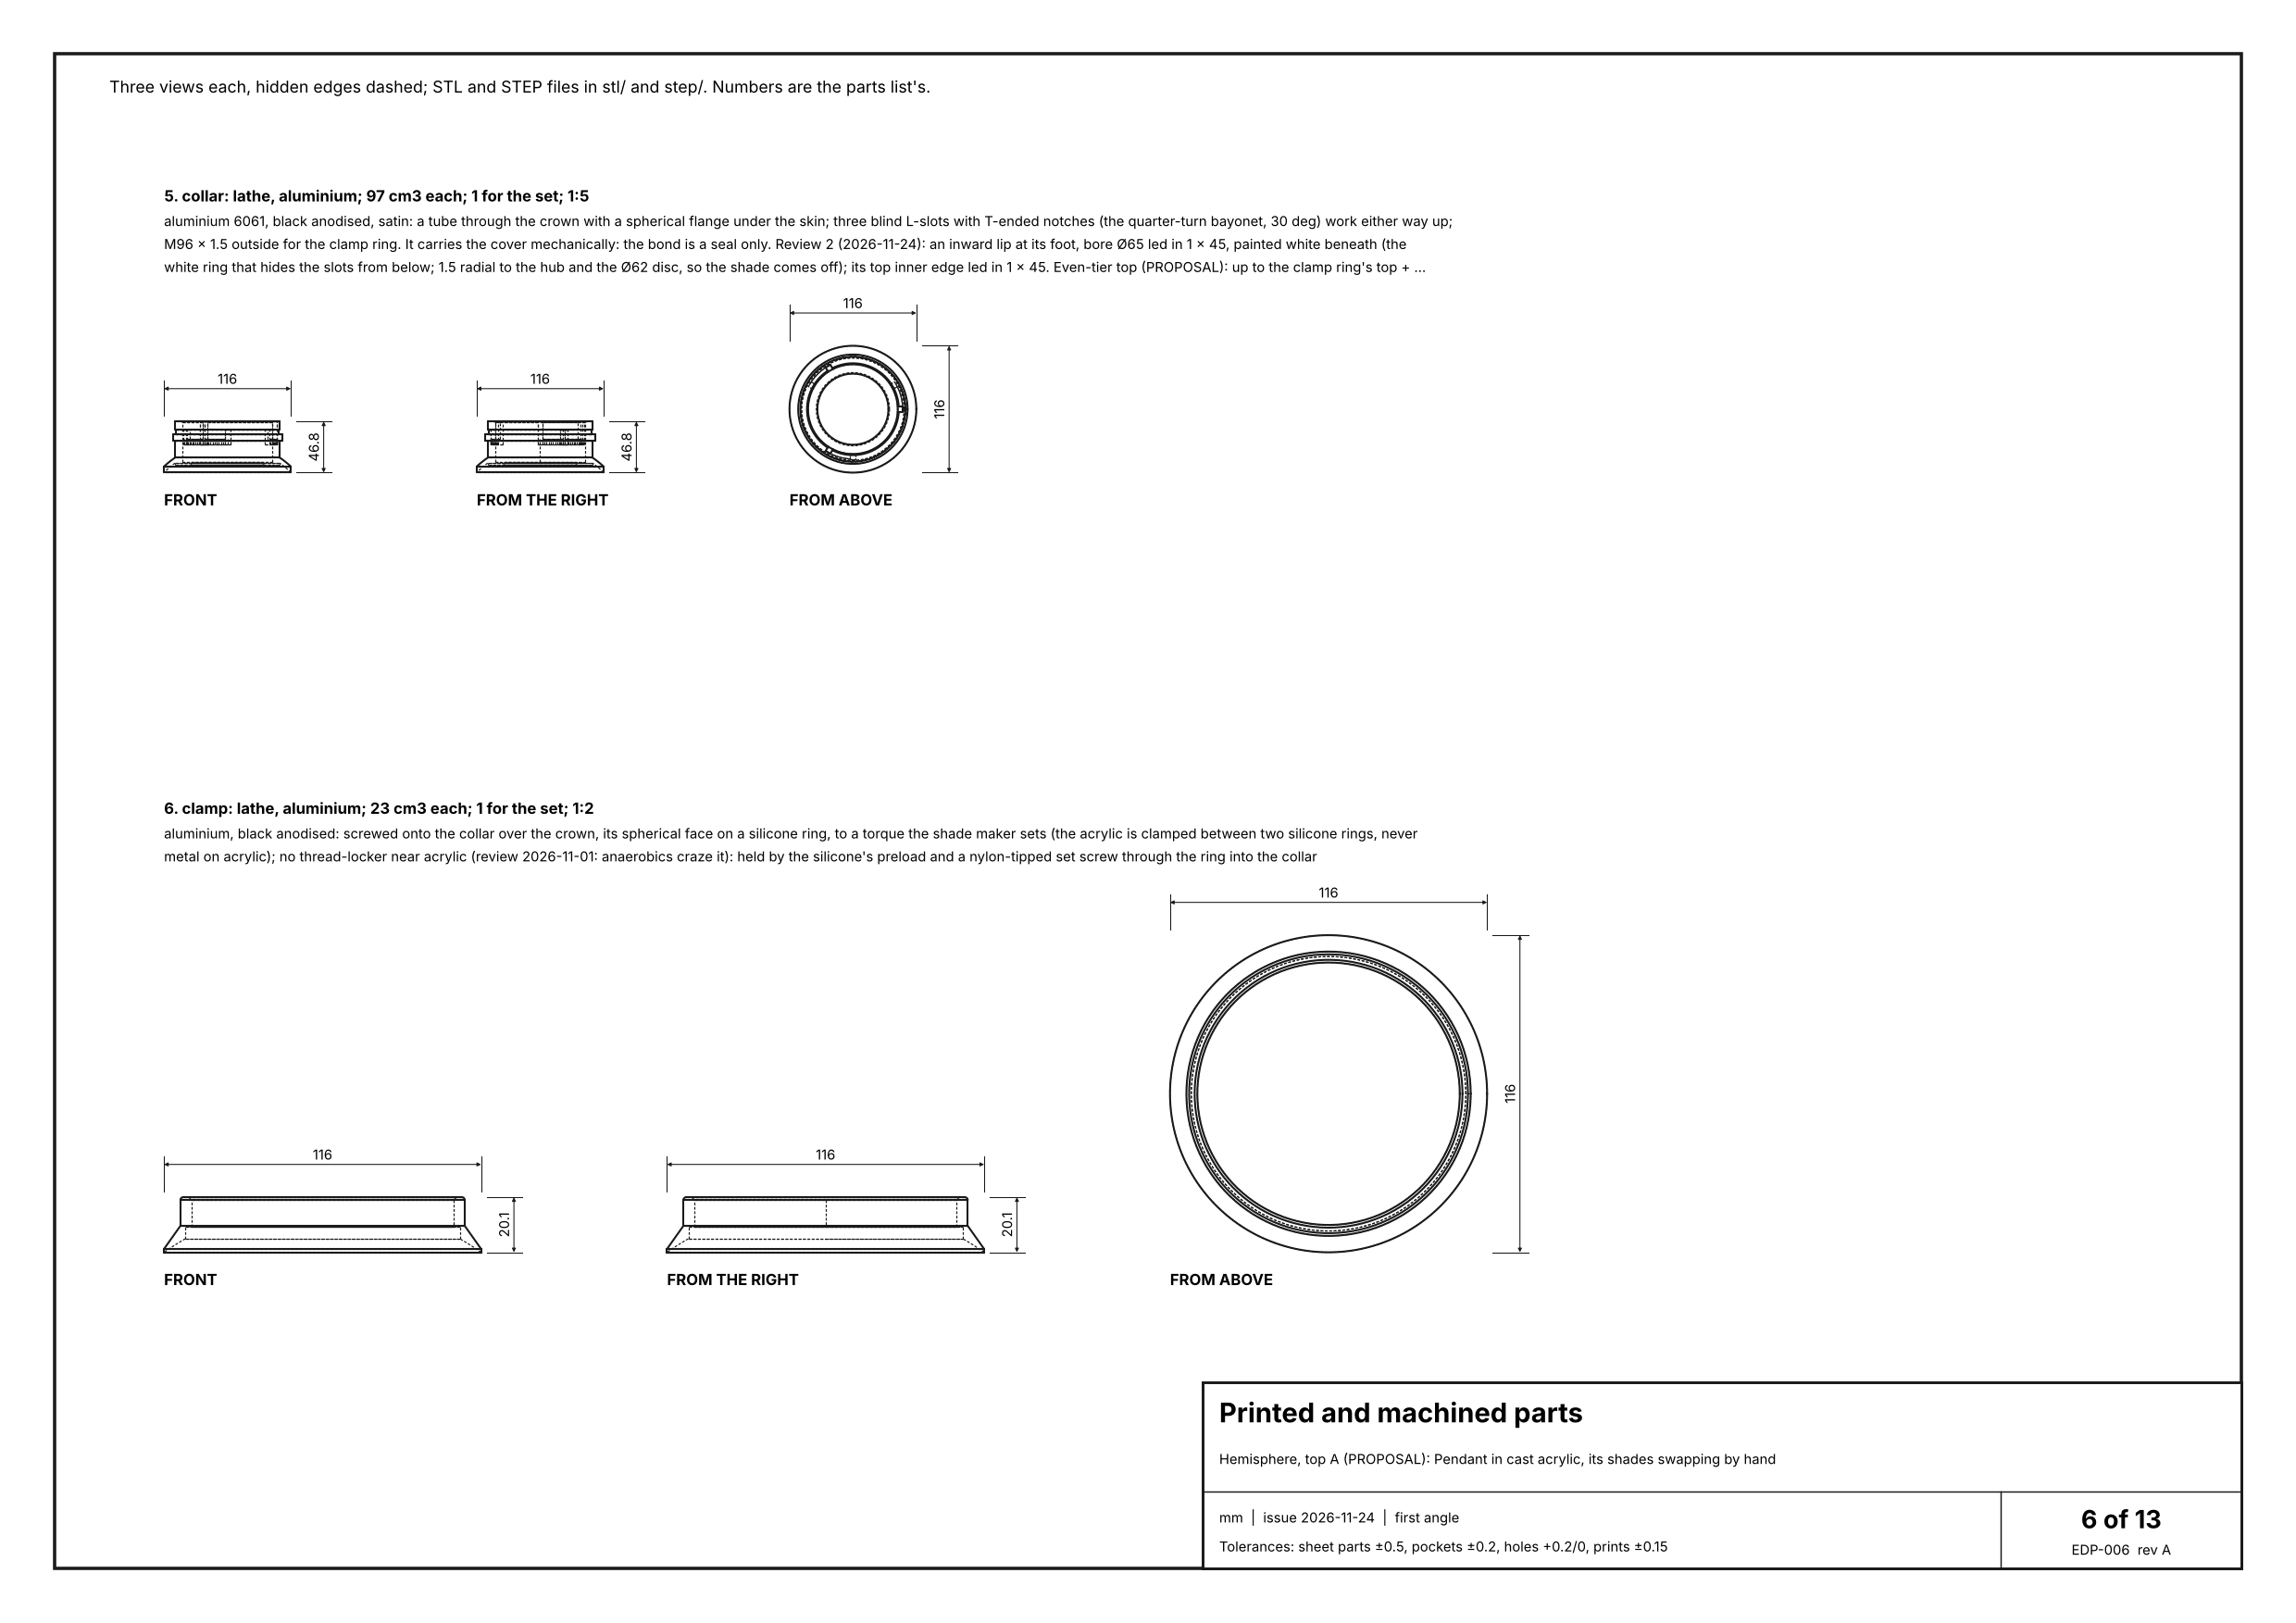 Three views each, hidden edges dashed; STL and STEP files in stl/ and step/. Numbers are the parts list's.
5. collar: lathe, aluminium; 97 cm3 each; 1 for the set; 1:5
aluminium 6061, black anodised, satin: a tube through the crown with a spherical flange under the skin; three blind L-slots with T-ended notches (the quarter-turn bayonet, 30 deg) work either way up;
M96 × 1.5 outside for the clamp ring. It carries the cover mechanically: the bond is a seal only. Review 2 (2026-11-24): an inward lip at its foot, bore Ø65 led in 1 × 45, painted white beneath (the
white ring that hides the slots from below; 1.5 radial to the hub and the Ø62 disc, so the shade comes off); its top inner edge led in 1 × 45. Even-tier top (PROPOSAL): up to the clamp ring's top + ...
116
46.8
FRONT
116
46.8
FROM THE RIGHT
116
116
FROM ABOVE
6. clamp: lathe, aluminium; 23 cm3 each; 1 for the set; 1:2
aluminium, black anodised: screwed onto the collar over the crown, its spherical face on a silicone ring, to a torque the shade maker sets (the acrylic is clamped between two silicone rings, never
metal on acrylic); no thread-locker near acrylic (review 2026-11-01: anaerobics craze it): held by the silicone's preload and a nylon-tipped set screw through the ring into the collar
116
20.1
FRONT
116
20.1
FROM THE RIGHT
116
116
FROM ABOVE
Printed and machined parts
Hemisphere, top A (PROPOSAL): Pendant in cast acrylic, its shades swapping by hand
mm | issue 2026-11-24 | first angle
Tolerances: sheet parts ±0.5, pockets ±0.2, holes +0.2/0, prints ±0.15
6 of 13
EDP-006 rev A